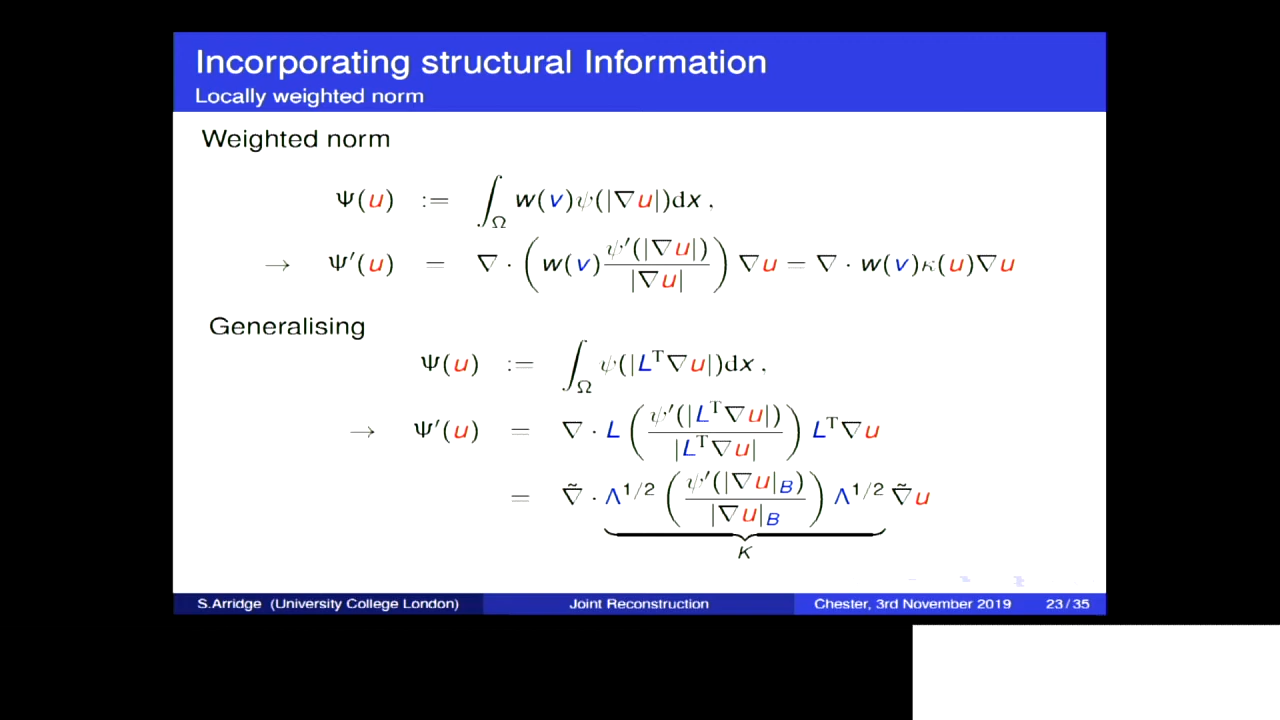 Incorporating structural Information
Locally weighted norm
Weighted norm
Ψ(u) := ∫_Ω w(v)ψ(|∇u|)dx ,
→ Ψ′(u) = ∇ · ( w(v) ψ′(|∇u|) / |∇u| ) ∇u = ∇ · w(v)κ(u)∇u
Generalising
Ψ(u) := ∫_Ω ψ(|L^T∇u|)dx ,
→ Ψ′(u) = ∇ · L ( ψ′(|L^T∇u|) / |L^T∇u| ) L^T∇u
= ∇̃ · Λ^{1/2} ( ψ′(|∇u|_B) / |∇u|_B ) Λ^{1/2} ∇̃u
K
S.Arridge (University College London) Joint Reconstruction Chester, 3rd November 2019 23 / 35